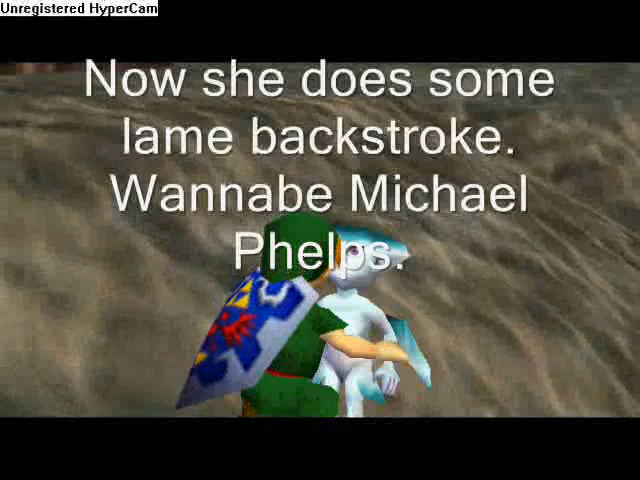 Unregistered HyperCam
Now she does some
lame backstroke.
Wannabe Michael
Phelps.